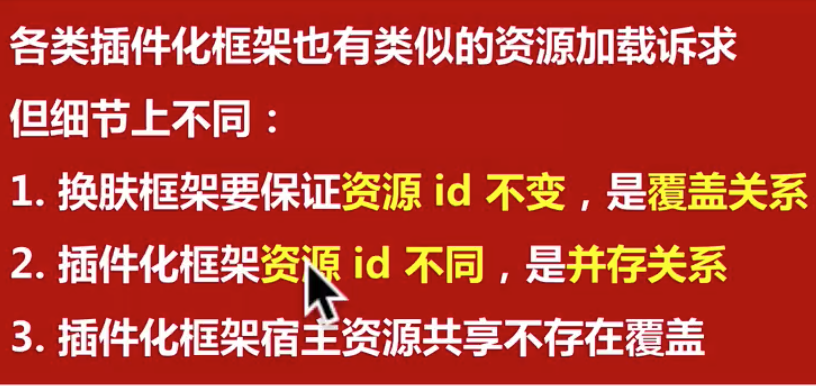 各类插件化框架也有类似的资源加载诉求
但细节上不同：
1. 换肤框架要保证资源 id 不变，是覆盖关系
2. 插件化框架资源 id 不同，是并存关系
3. 插件化框架宿主资源共享不存在覆盖